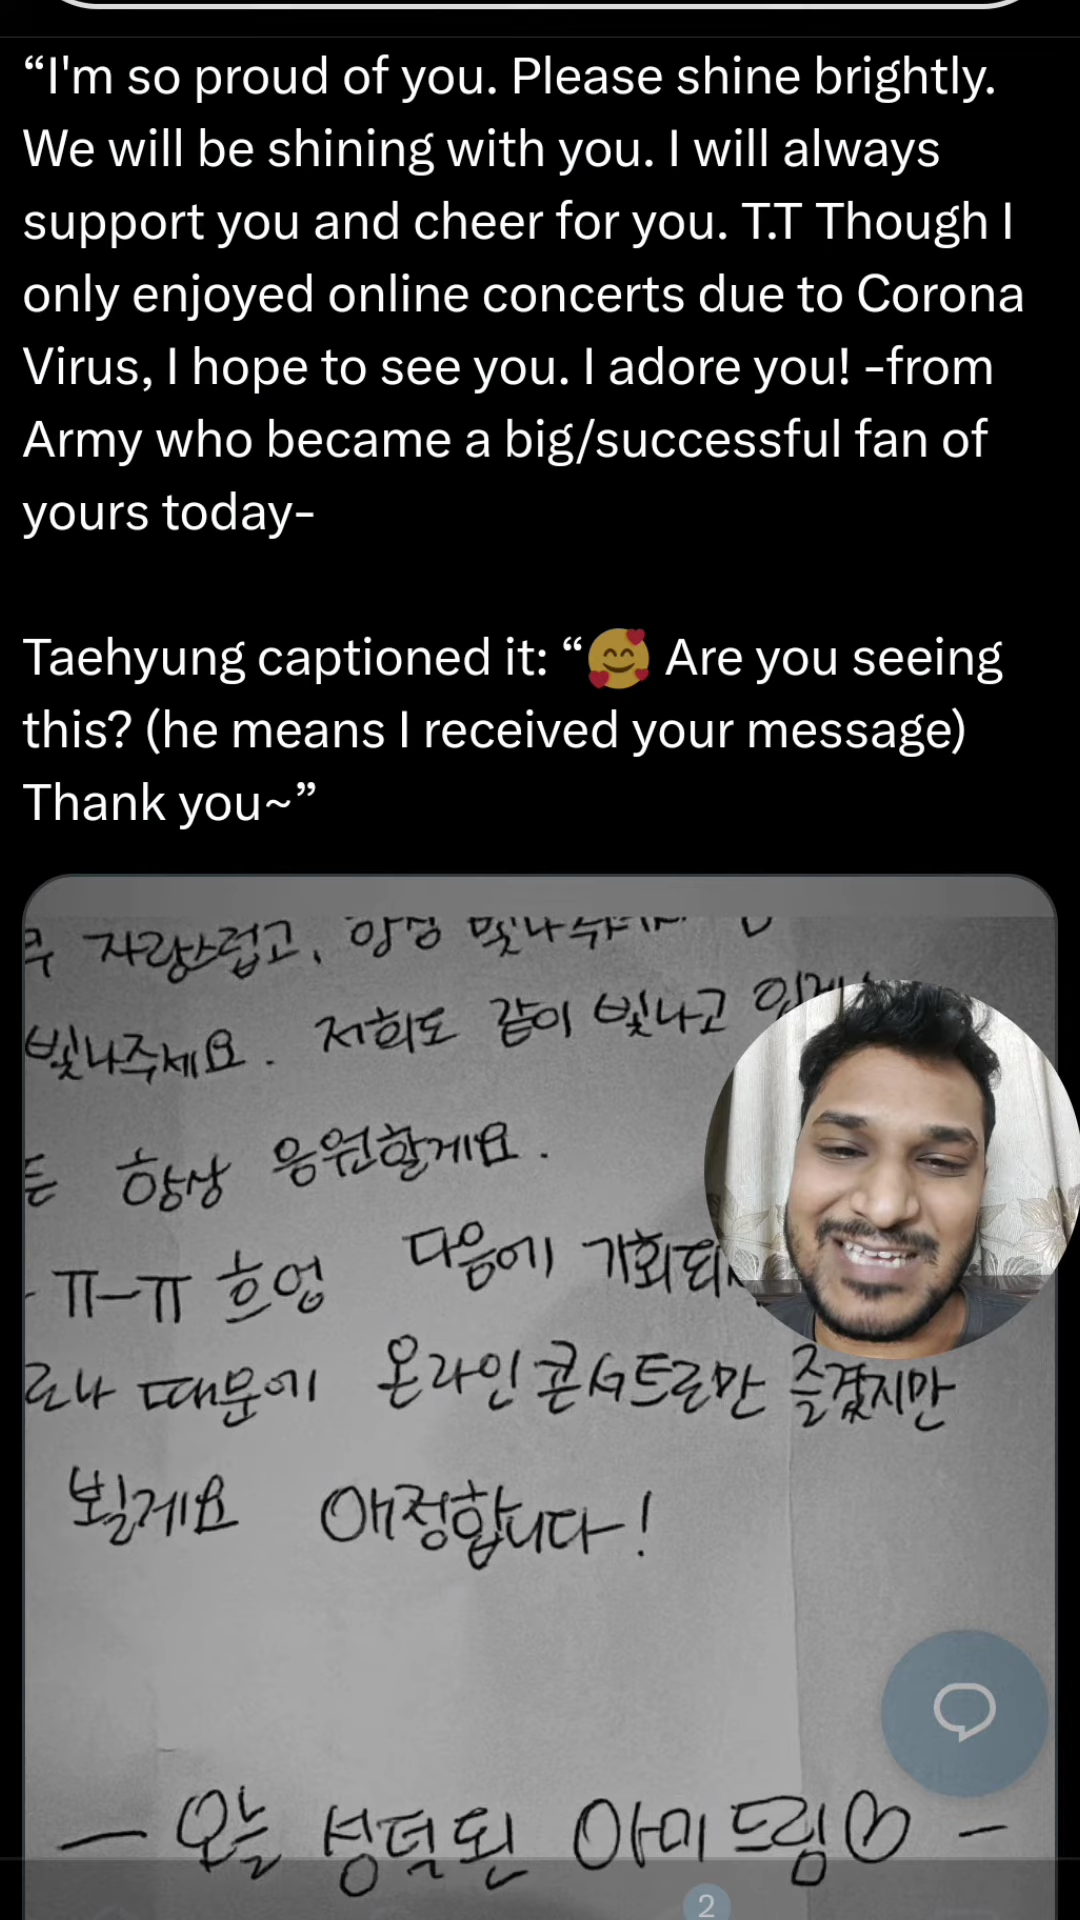 “I'm so proud of you. Please shine brightly.
We will be shining with you. I will always
support you and cheer for you. T.T Though I
only enjoyed online concerts due to Corona
Virus, I hope to see you. I adore you! -from
Army who became a big/successful fan of
yours today-
Taehyung captioned it: “🥰 Are you seeing
this? (he means I received your message)
Thank you~”
자랑스럽고, 항상
빛나주세요. 저희도 같이 빛나고
든 항상 응원할게요.
ㅠ-ㅠ 흐엉 다음에 기회되
로나 때문에 온라인 콘서트로만 즐겼지만
뵐게요 애정합니다!
- 오늘 성덕된 아미드림♡ -
2